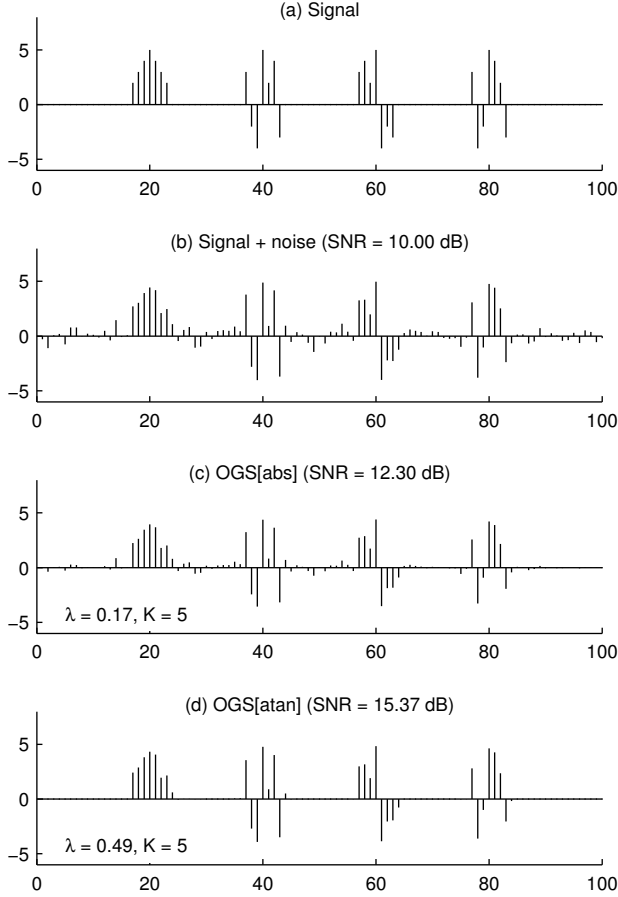 (a) Signal
5
0
−5
0 20 40 60 80 100
(b) Signal + noise (SNR = 10.00 dB)
5
0
−5
0 20 40 60 80 100
(c) OGS[abs] (SNR = 12.30 dB)
5
0
−5
λ = 0.17, K = 5
0 20 40 60 80 100
(d) OGS[atan] (SNR = 15.37 dB)
5
0
−5
λ = 0.49, K = 5
0 20 40 60 80 100